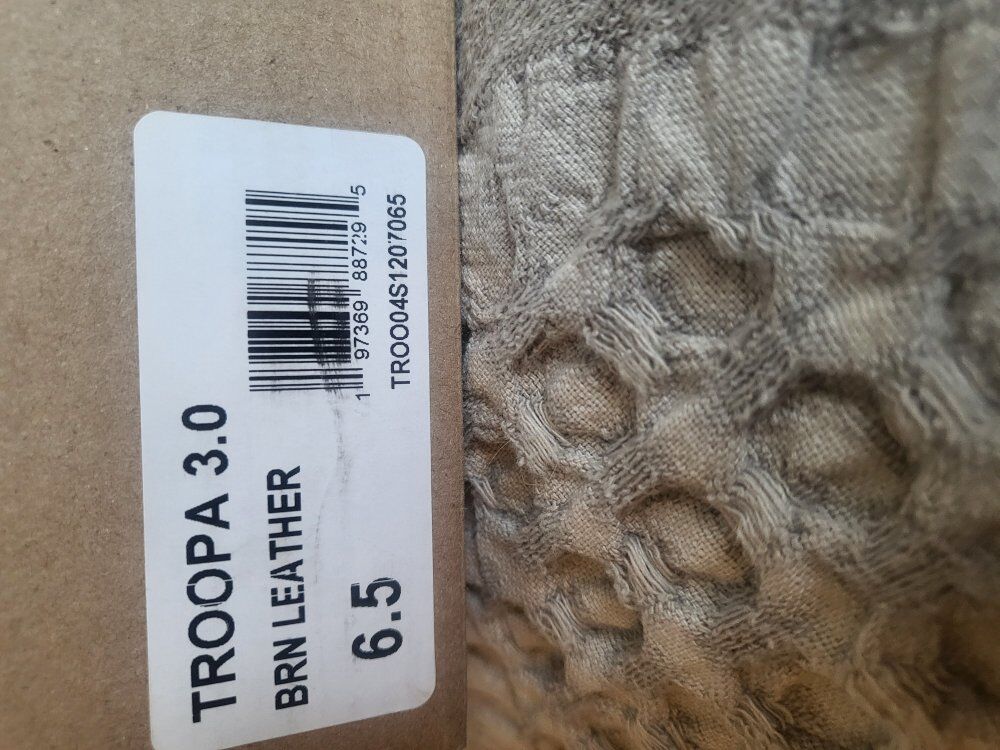 TROOPA 3.0
BRN LEATHER
6.5
1 97369 88729 5
TROO04S1207065